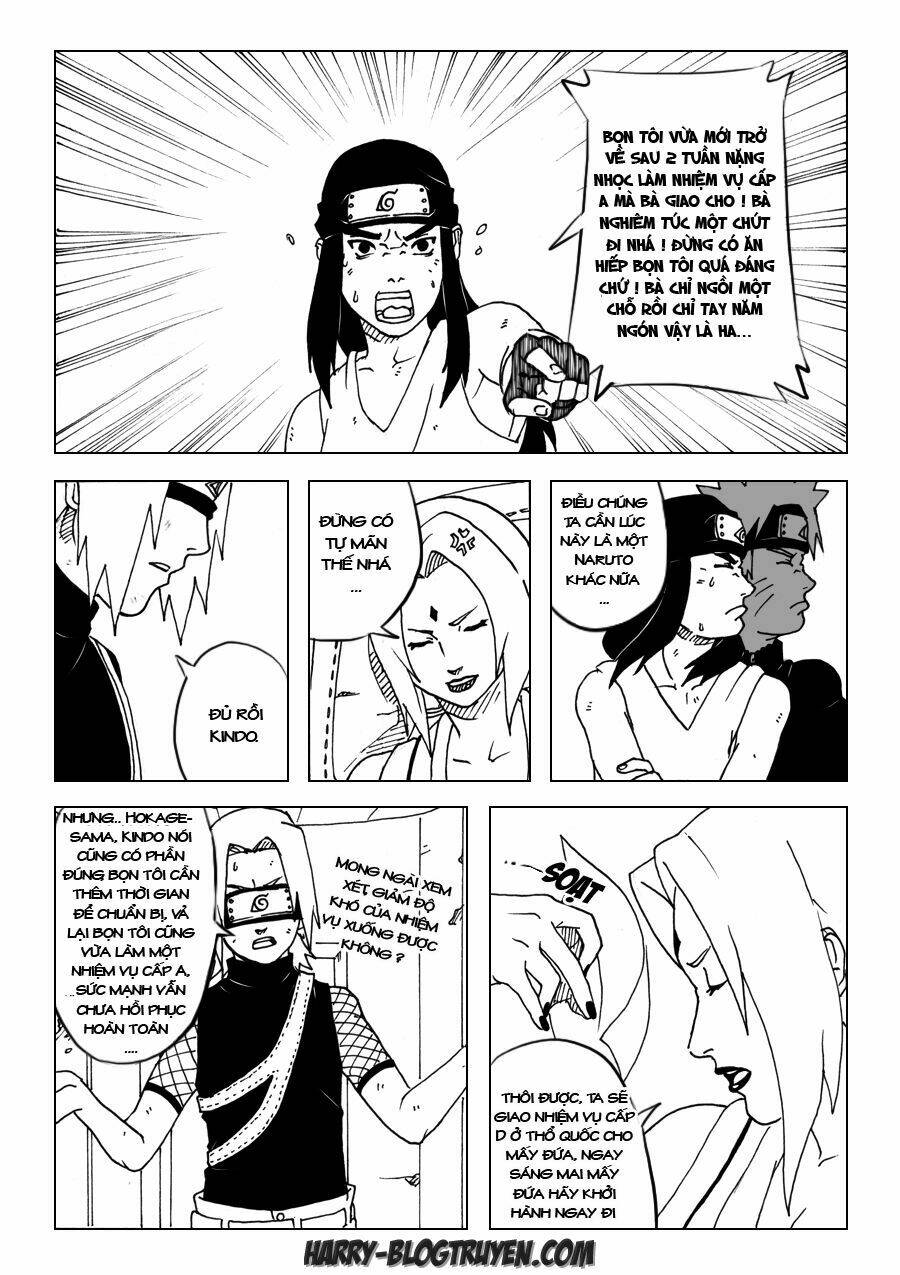 BỌN TÔI VỪA MỚI TRỞ
VỀ SAU 2 TUẦN NẶNG
NHỌC LÀM NHIỆM VỤ CẤP
A MÀ BÀ GIAO CHO ! BÀ
NGHIÊM TÚC MỘT CHÚT
ĐI NHÁ ! ĐỪNG CÓ ĂN
HIẾP BỌN TÔI QUÁ ĐÁNG
CHỨ ! BÀ CHỈ NGỒI MỘT
CHỖ RỒI CHỈ TAY NĂM
NGÓN VẬY LÀ HA...
ĐỦ RỒI
KINDO.
ĐỪNG CÓ
TỰ MÃN
THẾ NHÁ
...
ĐIỀU CHÚNG
TA CẦN LÚC
NÀY LÀ MỘT
NARUTO
KHÁC NỮA
...
NHƯNG.. HOKAGE-
SAMA, KINDO NÓI
CŨNG CÓ PHẦN
ĐÚNG BỌN TÔI CẦN
THÊM THỜI GIAN
ĐỂ CHUẨN BỊ, VẢ
LẠI BỌN TÔI CŨNG
VỪA LÀM MỘT
NHIỆM VỤ CẤP A,
SỨC MẠNH VẪN
CHƯA HỒI PHỤC
HOÀN TOÀN
....
MONG NGÀI XEM
XÉT GIẢM ĐỘ
KHÓ CỦA NHIỆM
VỤ XUỐNG ĐƯỢC
KHÔNG ?
SOẠT
THÔI ĐƯỢC, TA SẼ
GIAO NHIỆM VỤ CẤP
D Ở THỔ QUỐC CHO
MẤY ĐỨA, NGAY
SÁNG MAI MẤY
ĐỨA HÃY KHỞI
HÀNH NGAY ĐI
HARRY-BLOGTRUYEN.COM